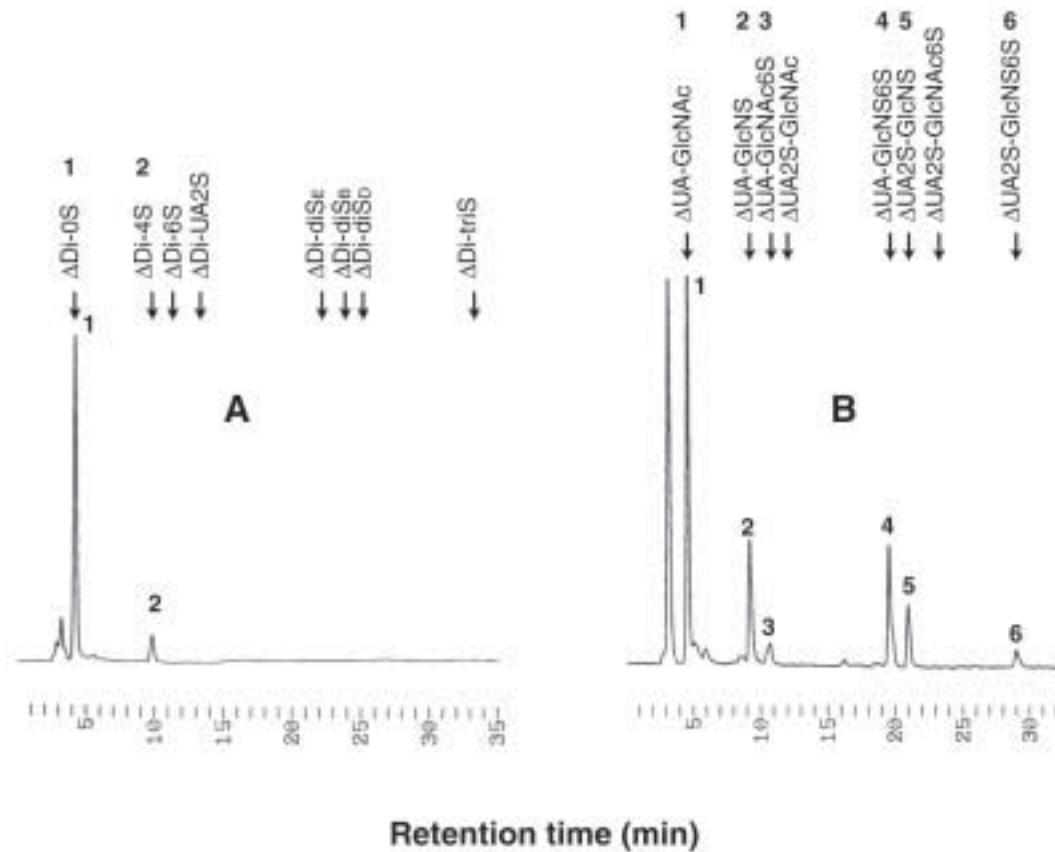 1
2
ΔDi-0S
ΔDi-4S
ΔDi-6S
ΔDi-UA2S
ΔDi-diSE
ΔDi-diSB
ΔDi-diSD
ΔDi-triS
1
2
A
5
10
15
20
25
30
35
1
2
3
4
5
6
ΔUA-GlcNAc
ΔUA-GlcNS
ΔUA-GlcNAc6S
ΔUA2S-GlcNAc
ΔUA-GlcNS6S
ΔUA2S-GlcNS
ΔUA2S-GlcNAc6S
ΔUA2S-GlcNS6S
1
2
3
4
5
6
B
5
10
15
20
25
30
Retention time (min)